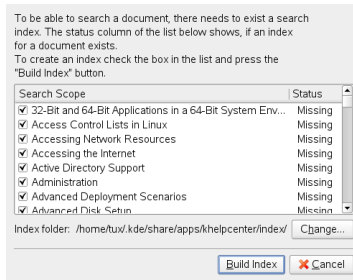 To be able to search a document, there needs to exist a search
index. The status column of the list below shows, if an index
for a document exists.
To create an index check the box in the list and press the
"Build Index" button.
Search Scope Status
32-Bit and 64-Bit Applications in a 64-Bit System Env... Missing
Access Control Lists in Linux Missing
Accessing Network Resources Missing
Accessing the Internet Missing
Active Directory Support Missing
Administration Missing
Advanced Deployment Scenarios Missing
Advanced Disk Setup Missing
Index folder: /home/tux/.kde/share/apps/khelpcenter/index/ Change...
Build Index Cancel